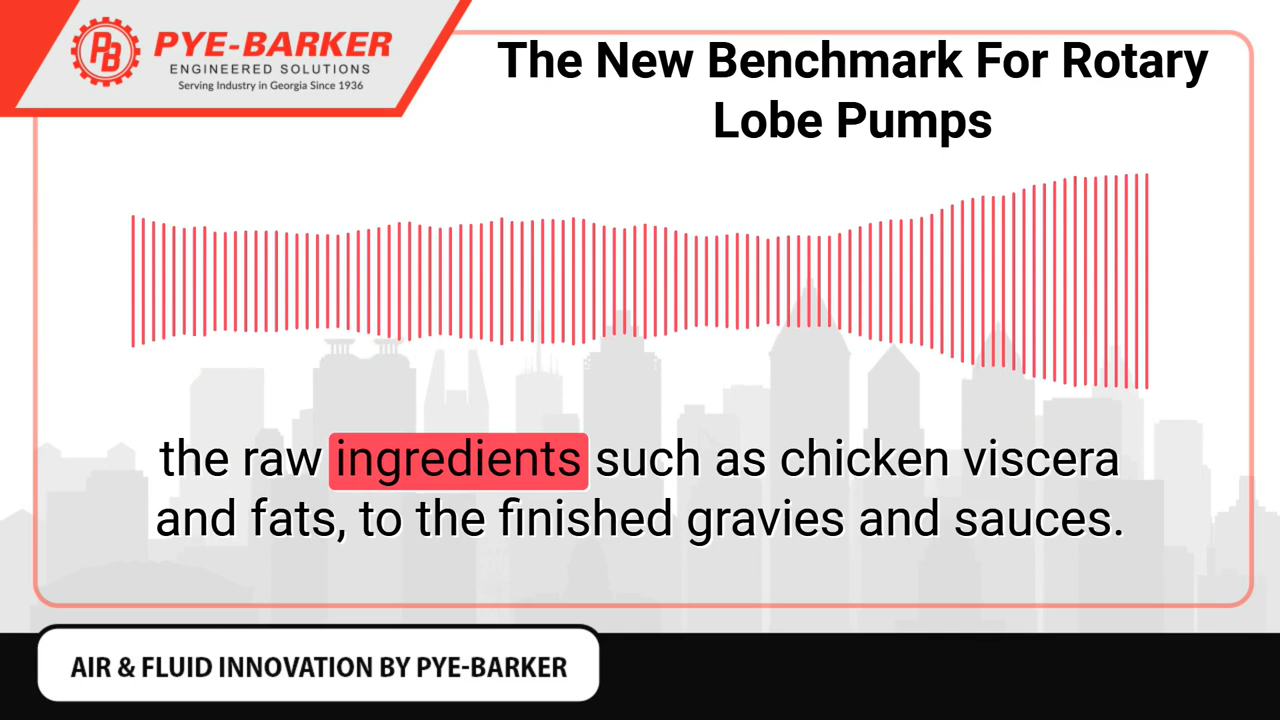 PB
PYE-BARKER
ENGINEERED SOLUTIONS
Serving Industry in Georgia Since 1936
The New Benchmark For Rotary
Lobe Pumps
the raw ingredients such as chicken viscera
and fats, to the finished gravies and sauces.
AIR & FLUID INNOVATION BY PYE-BARKER